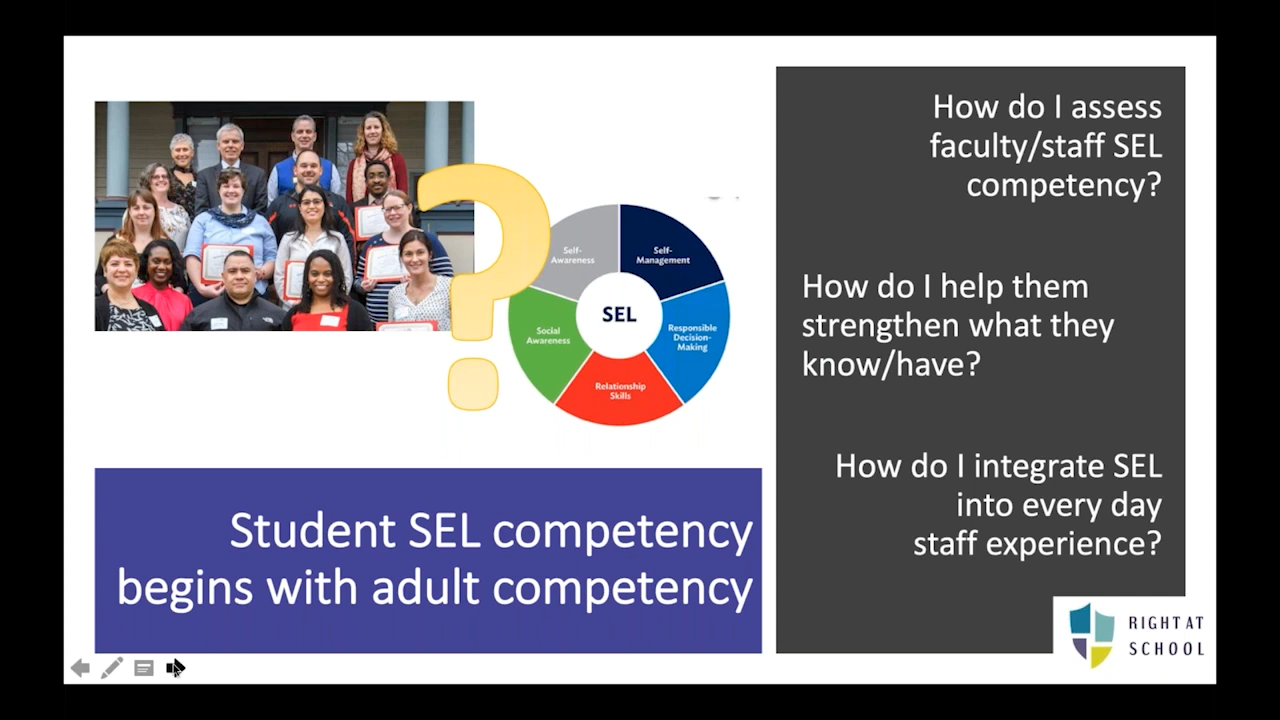 How do I assess
faculty/staff SEL
competency?
How do I help them
strengthen what they
know/have?
How do I integrate SEL
into every day
staff experience?
?
Self-
Awareness
Self-
Management
SEL
Social
Awareness
Responsible
Decision-
Making
Relationship
Skills
Student SEL competency
begins with adult competency
RIGHT AT
SCHOOL